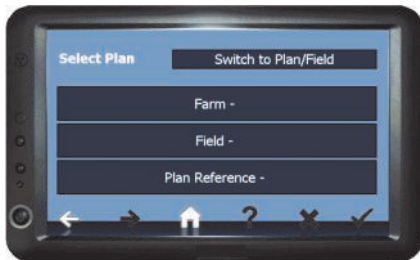 Select Plan
Switch to Plan/Field
Farm -
Field -
Plan Reference -
?